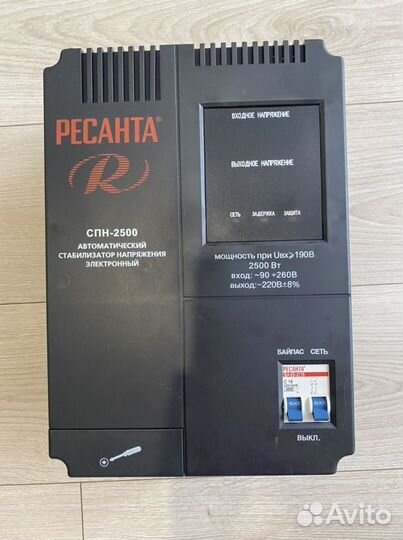 РЕСАНТА®
R
СПН-2500
АВТОМАТИЧЕСКИЙ
СТАБИЛИЗАТОР НАПРЯЖЕНИЯ
ЭЛЕКТРОННЫЙ
ВХОДНОЕ НАПРЯЖЕНИЕ
ВЫХОДНОЕ НАПРЯЖЕНИЕ
СЕТЬ ЗАДЕРЖКА ЗАЩИТА
мощность при Uвх⩾190В
2500 Вт
вход: ~90÷260В
выход:~220В±8%
БАЙПАС СЕТЬ
РЕСАНТА
C 16
ВЫКЛ.
Avito